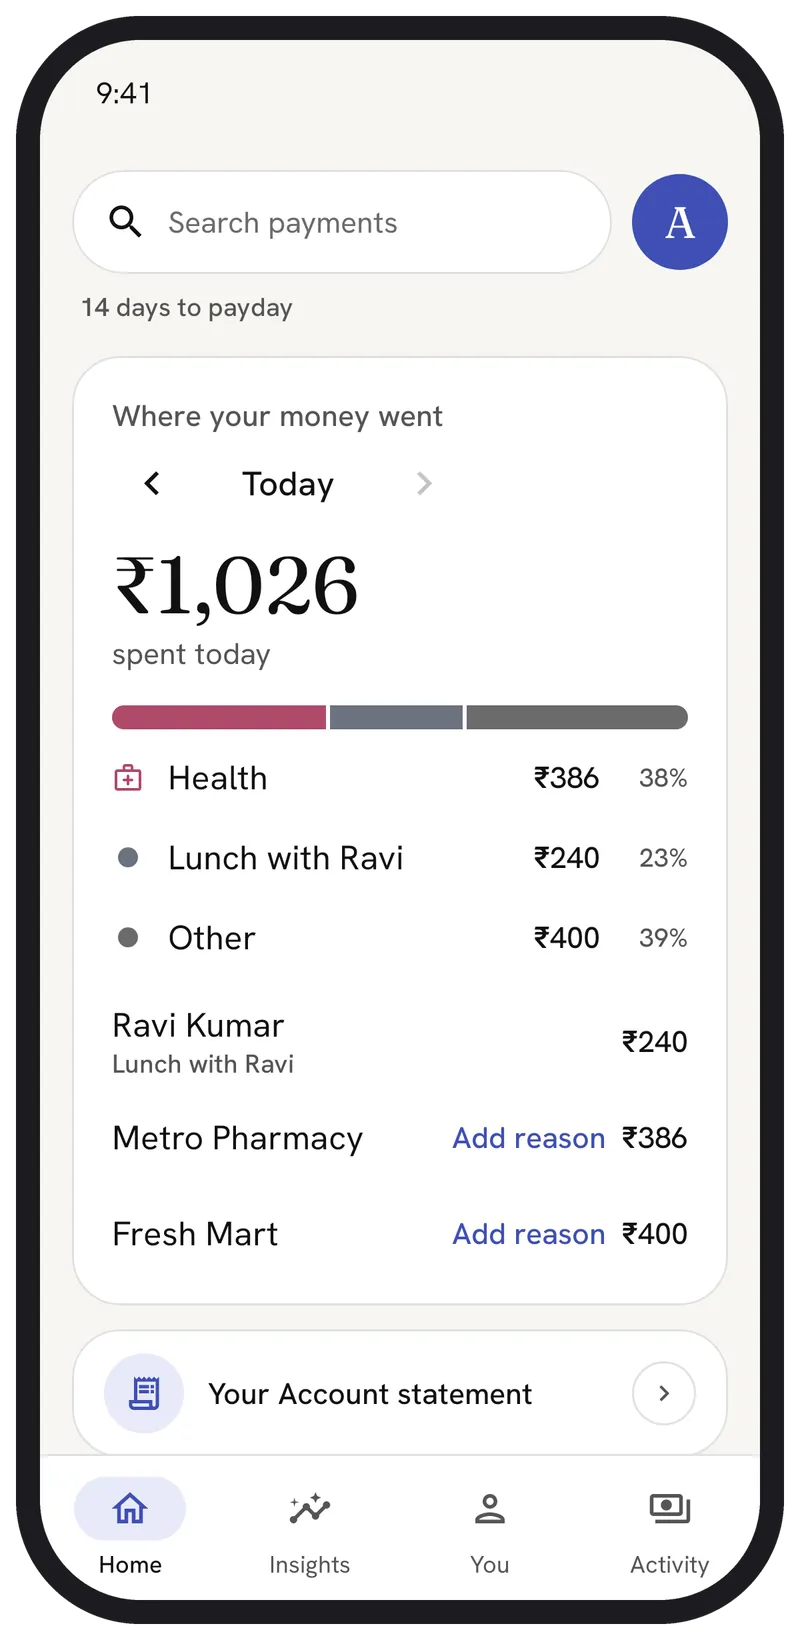 9:41
Search payments
A
14 days to payday
Where your money went
Today
₹1,026
spent today
Health ₹386 38%
Lunch with Ravi ₹240 23%
Other ₹400 39%
Ravi Kumar ₹240
Lunch with Ravi
Metro Pharmacy Add reason ₹386
Fresh Mart Add reason ₹400
Your Account statement
Home Insights You Activity